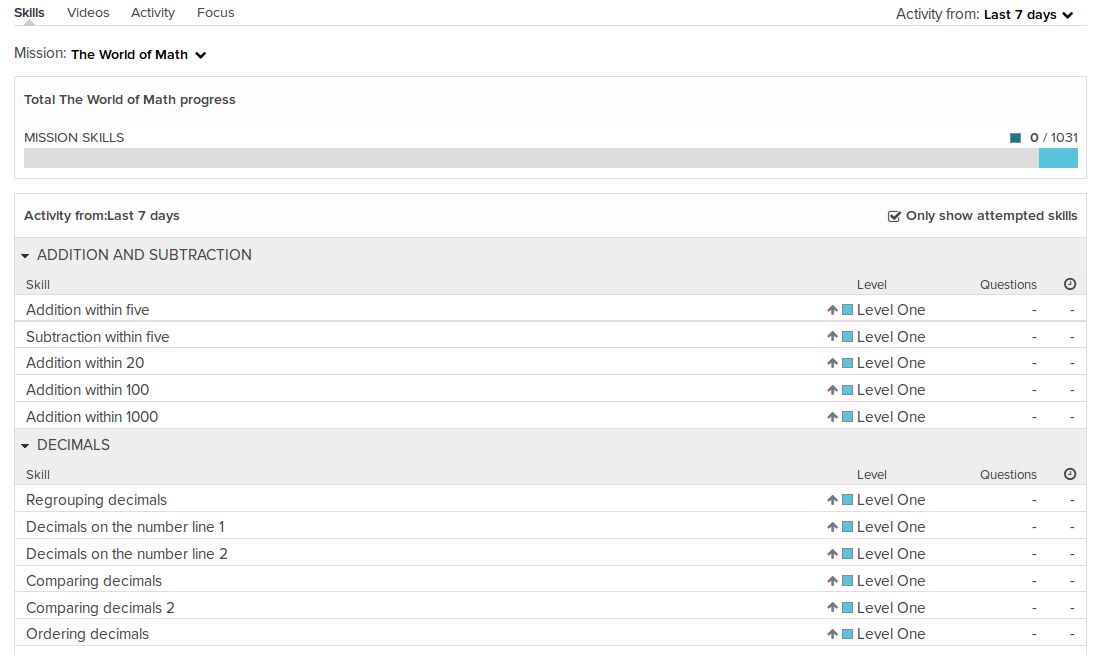 Skills Videos Activity Focus Activity from: Last 7 days
Mission: The World of Math
Total The World of Math progress
MISSION SKILLS 0 / 1031
Activity from:Last 7 days Only show attempted skills
ADDITION AND SUBTRACTION
Skill Level Questions
Addition within five Level One - -
Subtraction within five Level One - -
Addition within 20 Level One - -
Addition within 100 Level One - -
Addition within 1000 Level One - -
DECIMALS
Skill Level Questions
Regrouping decimals Level One - -
Decimals on the number line 1 Level One - -
Decimals on the number line 2 Level One - -
Comparing decimals Level One - -
Comparing decimals 2 Level One - -
Ordering decimals Level One - -